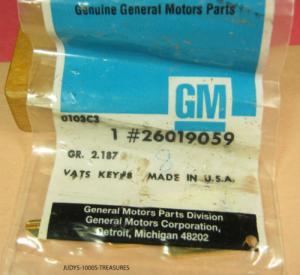 Genuine General Motors Parts
GM
0103C3
1 #26019059
GR. 2.187
VATS KEY#8 MADE IN U.S.A.
General Motors Parts Division
General Motors Corporation,
Detroit, Michigan 48202
JUDYS-10005-TREASURES